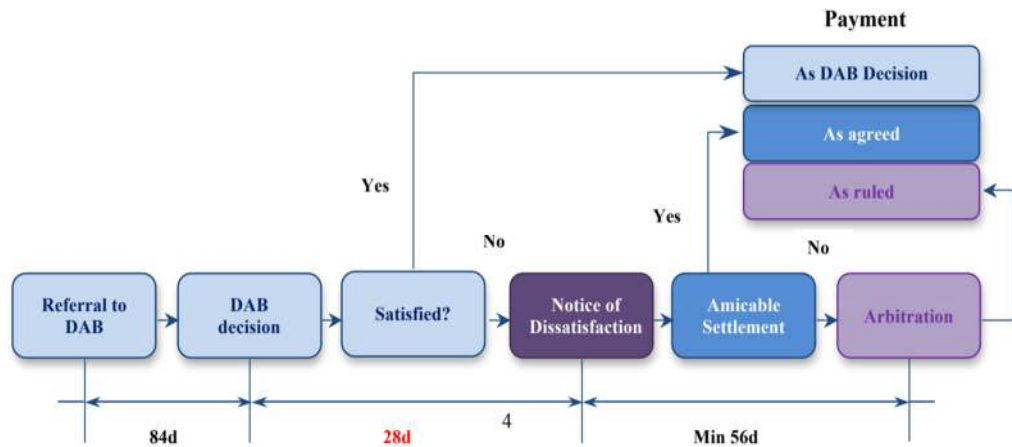 Payment
As DAB Decision
As agreed
As ruled
Yes
Yes
No
No
Referral to
DAB
DAB
decision
Satisfied?
Notice of
Dissatisfaction
Amicable
Settlement
Arbitration
84d
28d
4
Min 56d